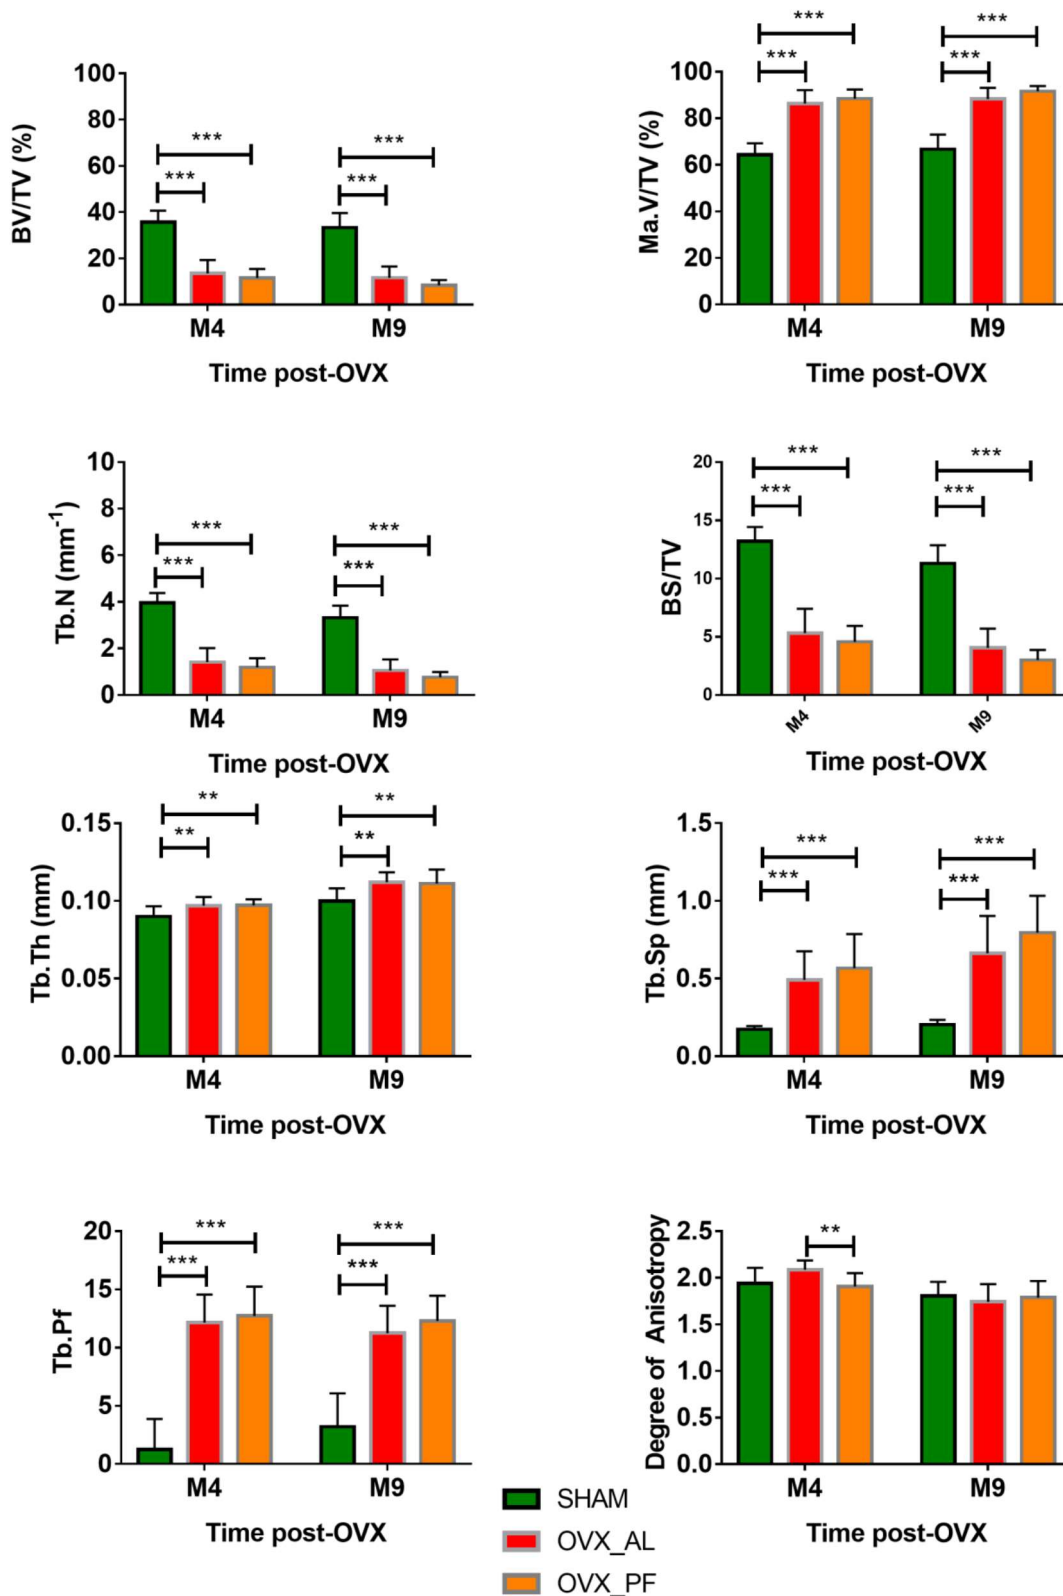 BV/TV (%)
100
80
60
40
20
0
***
***
***
***
M4
M9
Time post-OVX
Ma.V/TV (%)
100
80
60
40
20
0
***
***
***
***
M4
M9
Time post-OVX
Tb.N (mm⁻¹)
10
8
6
4
2
0
***
***
***
***
M4
M9
Time post-OVX
BS/TV
20
15
10
5
0
***
***
***
***
M4
M9
Time post-OVX
Tb.Th (mm)
0.15
0.10
0.05
0.00
**
**
**
**
M4
M9
Time post-OVX
Tb.Sp (mm)
1.5
1.0
0.5
0.0
***
***
***
***
M4
M9
Time post-OVX
Tb.Pf
20
15
10
5
0
***
***
***
***
M4
M9
Time post-OVX
Degree of Anisotropy
2.5
2.0
1.5
1.0
0.5
0.0
**
M4
M9
Time post-OVX
SHAM
OVX_AL
OVX_PF